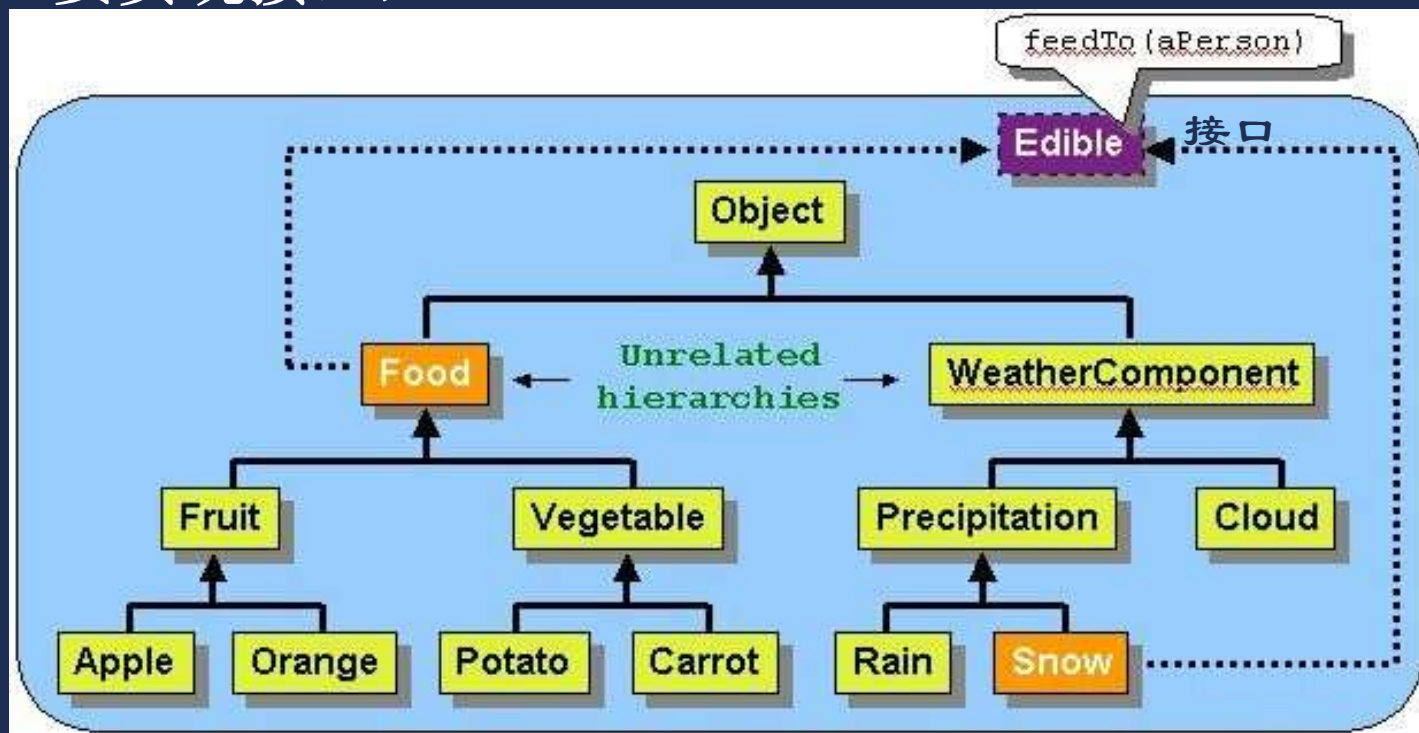 feedTo(aPerson)
Edible
接口
Object
Unrelated
hierarchies
Food
WeatherComponent
Fruit
Vegetable
Precipitation
Cloud
Apple
Orange
Potato
Carrot
Rain
Snow